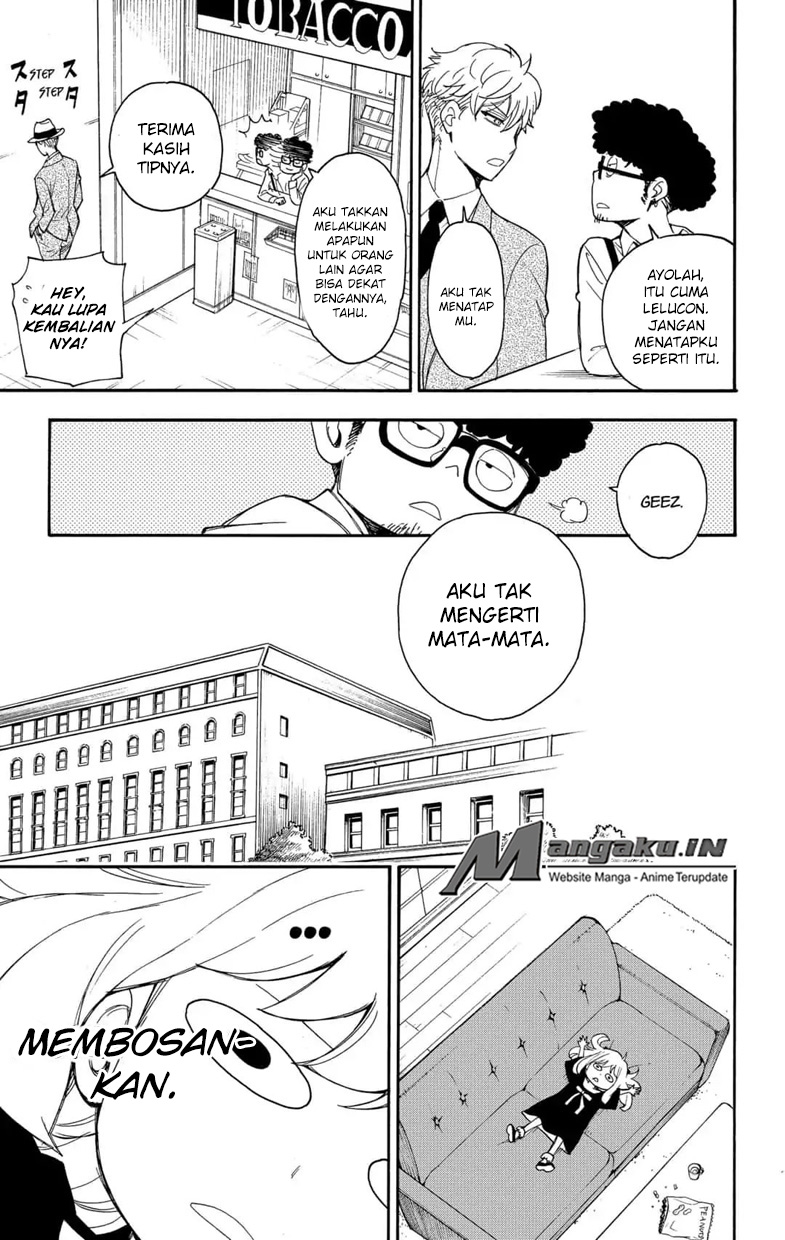 AYOLAH,
ITU CUMA
LELUCON.
JANGAN
MENATAPKU
SEPERTI ITU.
AKU TAK
MENATAP
MU.
TOBACCO
AKU TAKKAN
MELAKUKAN
APAPUN
UNTUK ORANG
LAIN AGAR
BISA DEKAT
DENGANNYA,
TAHU.
TERIMA
KASIH
TIPNYA.
スタ
STEP
STEP
スタ
HEY,
KAU LUPA
KEMBALIAN
NYA!
GEEZ.
AKU TAK
MENGERTI
MATA-MATA.
Mangaku.IN
Website Manga - Anime Terupdate
PEANUTS
...
MEMBOSAN-
KAN.